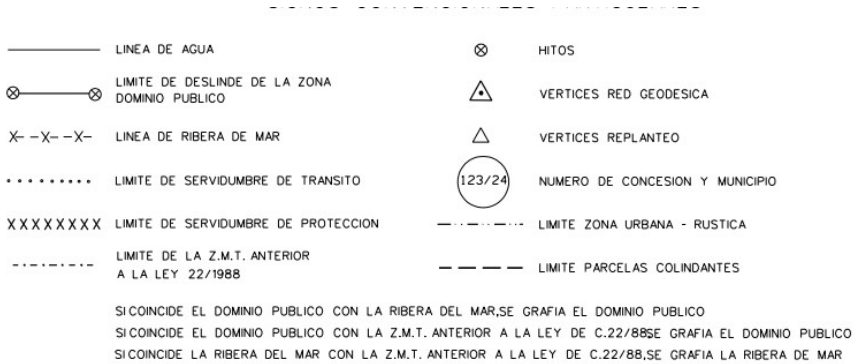 LINEA DE AGUA
LIMITE DE DESLINDE DE LA ZONA
DOMINIO PUBLICO
X- -X- -X- LINEA DE RIBERA DE MAR
LIMITE DE SERVIDUMBRE DE TRANSITO
XXXXXXXX LIMITE DE SERVIDUMBRE DE PROTECCION
LIMITE DE LA Z.M.T. ANTERIOR
A LA LEY 22/1988
HITOS
VERTICES RED GEODESICA
VERTICES REPLANTEO
123/24 NUMERO DE CONCESION Y MUNICIPIO
LIMITE ZONA URBANA - RUSTICA
LIMITE PARCELAS COLINDANTES
SI COINCIDE EL DOMINIO PUBLICO CON LA RIBERA DEL MAR,SE GRAFIA EL DOMINIO PUBLICO
SI COINCIDE EL DOMINIO PUBLICO CON LA Z.M.T. ANTERIOR A LA LEY DE C.22/88SE GRAFIA EL DOMINIO PUBLICO
SI COINCIDE LA RIBERA DEL MAR CON LA Z.M.T. ANTERIOR A LA LEY DE C.22/88,SE GRAFIA LA RIBERA DE MAR